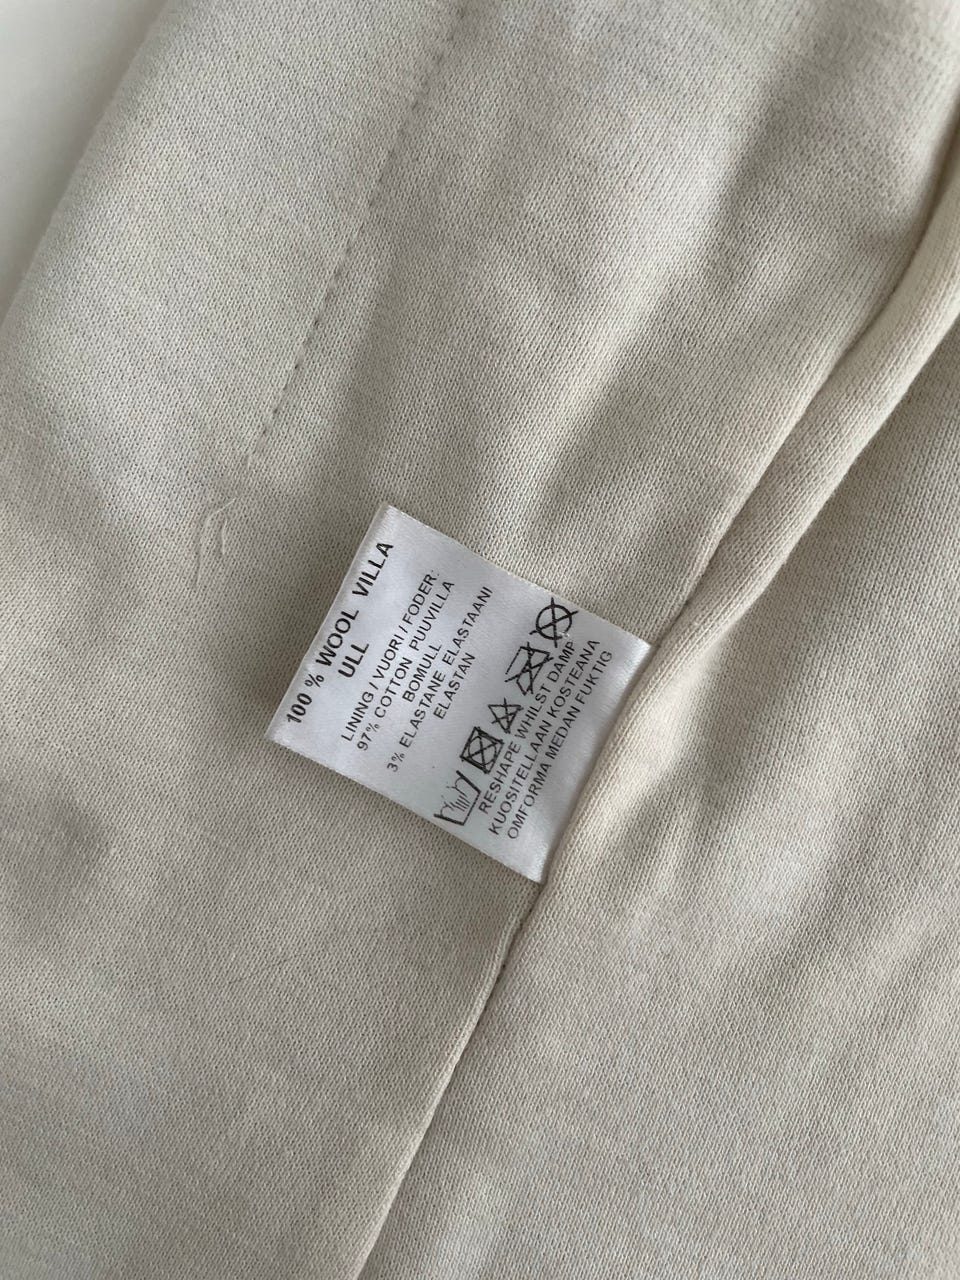 100 % WOOL VILLA
ULL
LINING / VUORI / FODER:
97% COTTON PUUVILLA
BOMULL
3% ELASTANE ELASTAANI
ELASTAN
RESHAPE WHILST DAMP
KUOSITELLAAN KOSTEANA
OMFORMA MEDAN FUKTIG